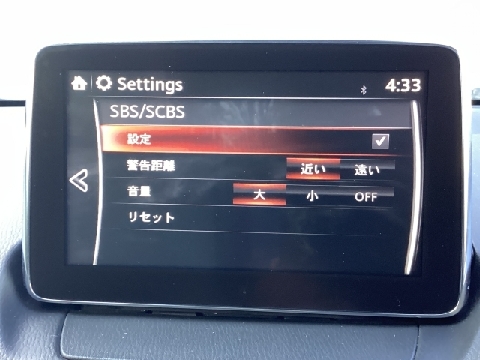 Settings 4:33
SBS/SCBS
設定
警告距離 近い 遠い
音量 大 小 OFF
リセット